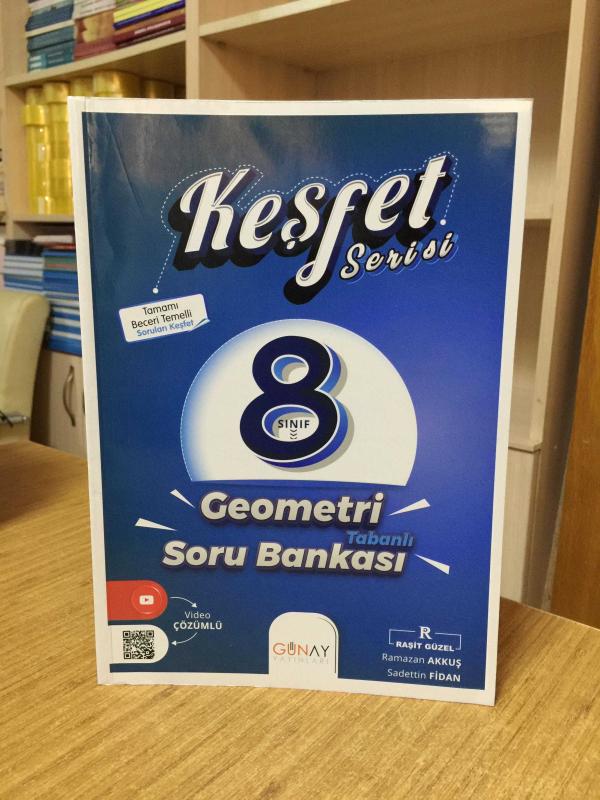 Keşfet
Serisi
Tamamı
Beceri Temelli
Soruları Keşfet
8
SINIF
Geometri
Tabanlı
Soru Bankası
Video
ÇÖZÜMLÜ
GÜNAY
YAYINLARI
R
RAŞİT GÜZEL
Ramazan AKKUŞ
Sadettin FİDAN